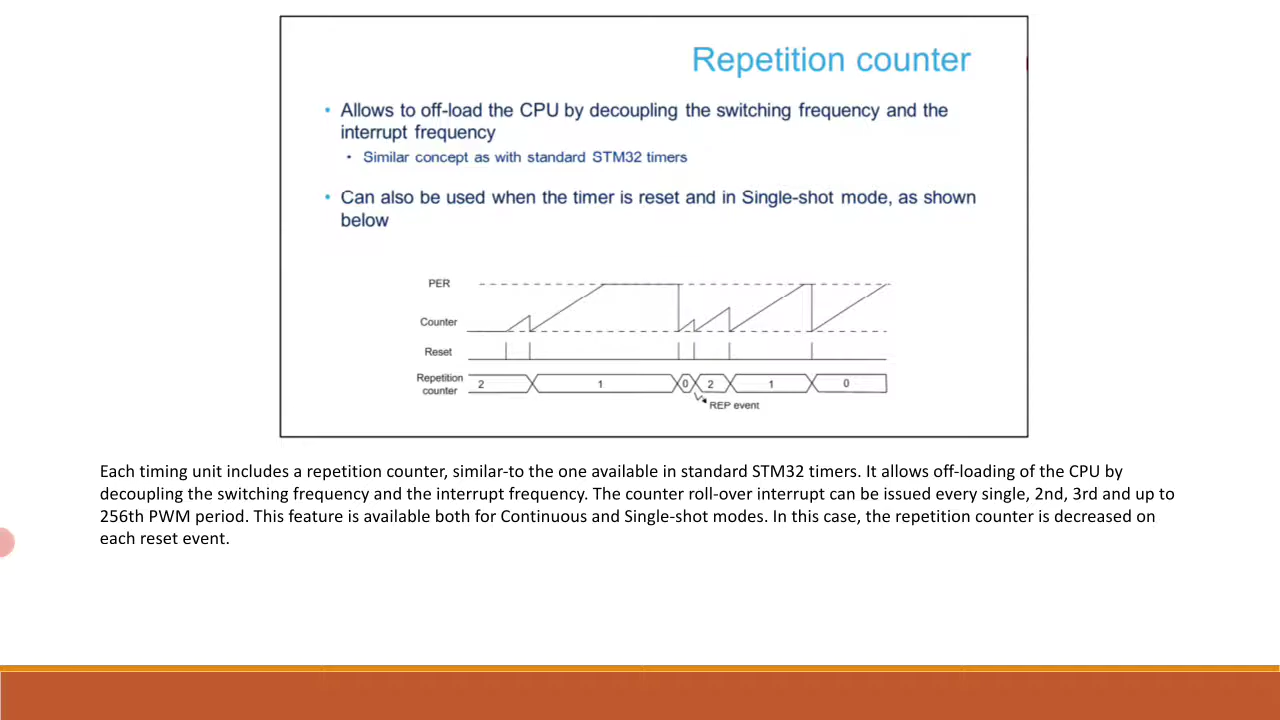 Repetition counter
• Allows to off-load the CPU by decoupling the switching frequency and the
interrupt frequency
• Similar concept as with standard STM32 timers
• Can also be used when the timer is reset and in Single-shot mode, as shown
below
PER
Counter
Reset
Repetition
counter
2 1 0 2 1 0
REP event
Each timing unit includes a repetition counter, similar-to the one available in standard STM32 timers. It allows off-loading of the CPU by
decoupling the switching frequency and the interrupt frequency. The counter roll-over interrupt can be issued every single, 2nd, 3rd and up to
256th PWM period. This feature is available both for Continuous and Single-shot modes. In this case, the repetition counter is decreased on
each reset event.